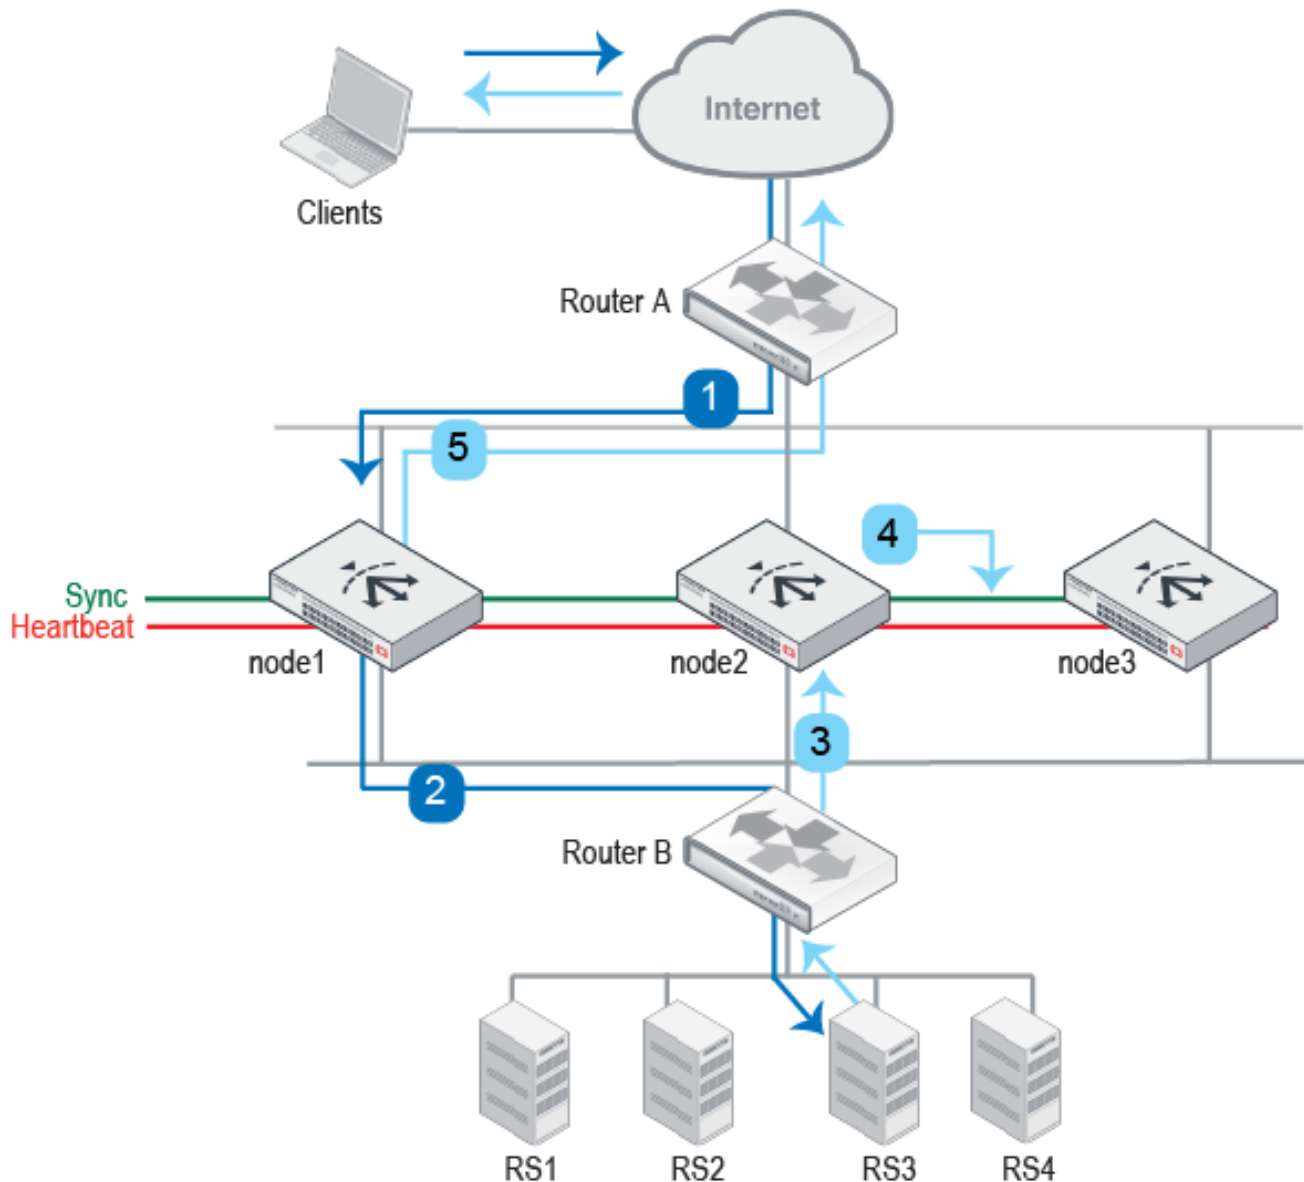 Internet
Clients
Router A
1
5
4
Sync
Heartbeat
node1
node2
node3
3
2
Router B
RS1
RS2
RS3
RS4